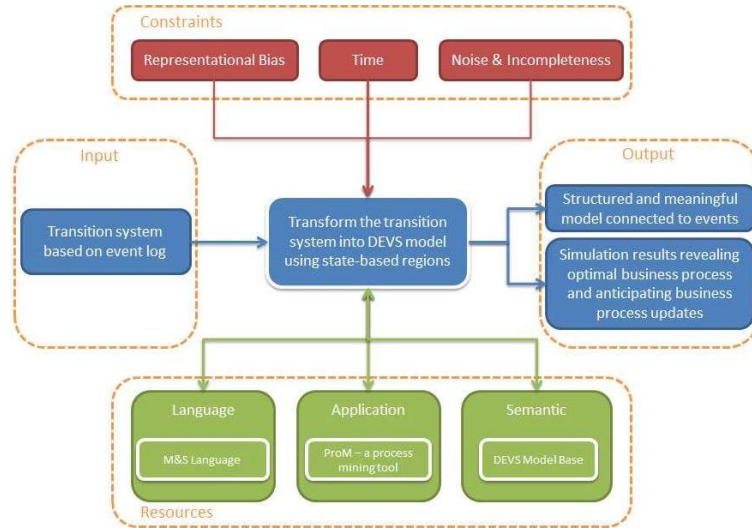 Constraints
Representational Bias
Time
Noise & Incompleteness
Input
Transition system
based on event log
Transform the transition
system into DEVS model
using state-based regions
Output
Structured and meaningful
model connected to events
Simulation results revealing
optimal business process
and anticipating business
process updates
Language
M&S Language
Application
ProM – a process
mining tool
Semantic
DEVS Model Base
Resources